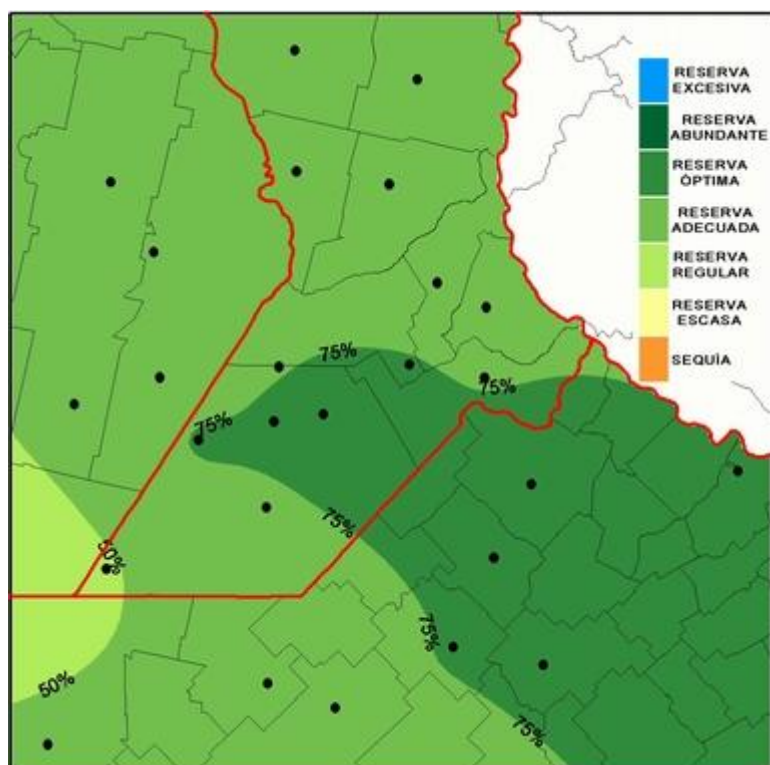 RESERVA
EXCESIVA
RESERVA
ABUNDANTE
RESERVA
ÓPTIMA
RESERVA
ADECUADA
RESERVA
REGULAR
RESERVA
ESCASA
SEQUÌA
75%
75%
75%
75%
50%
75%
50%
75%